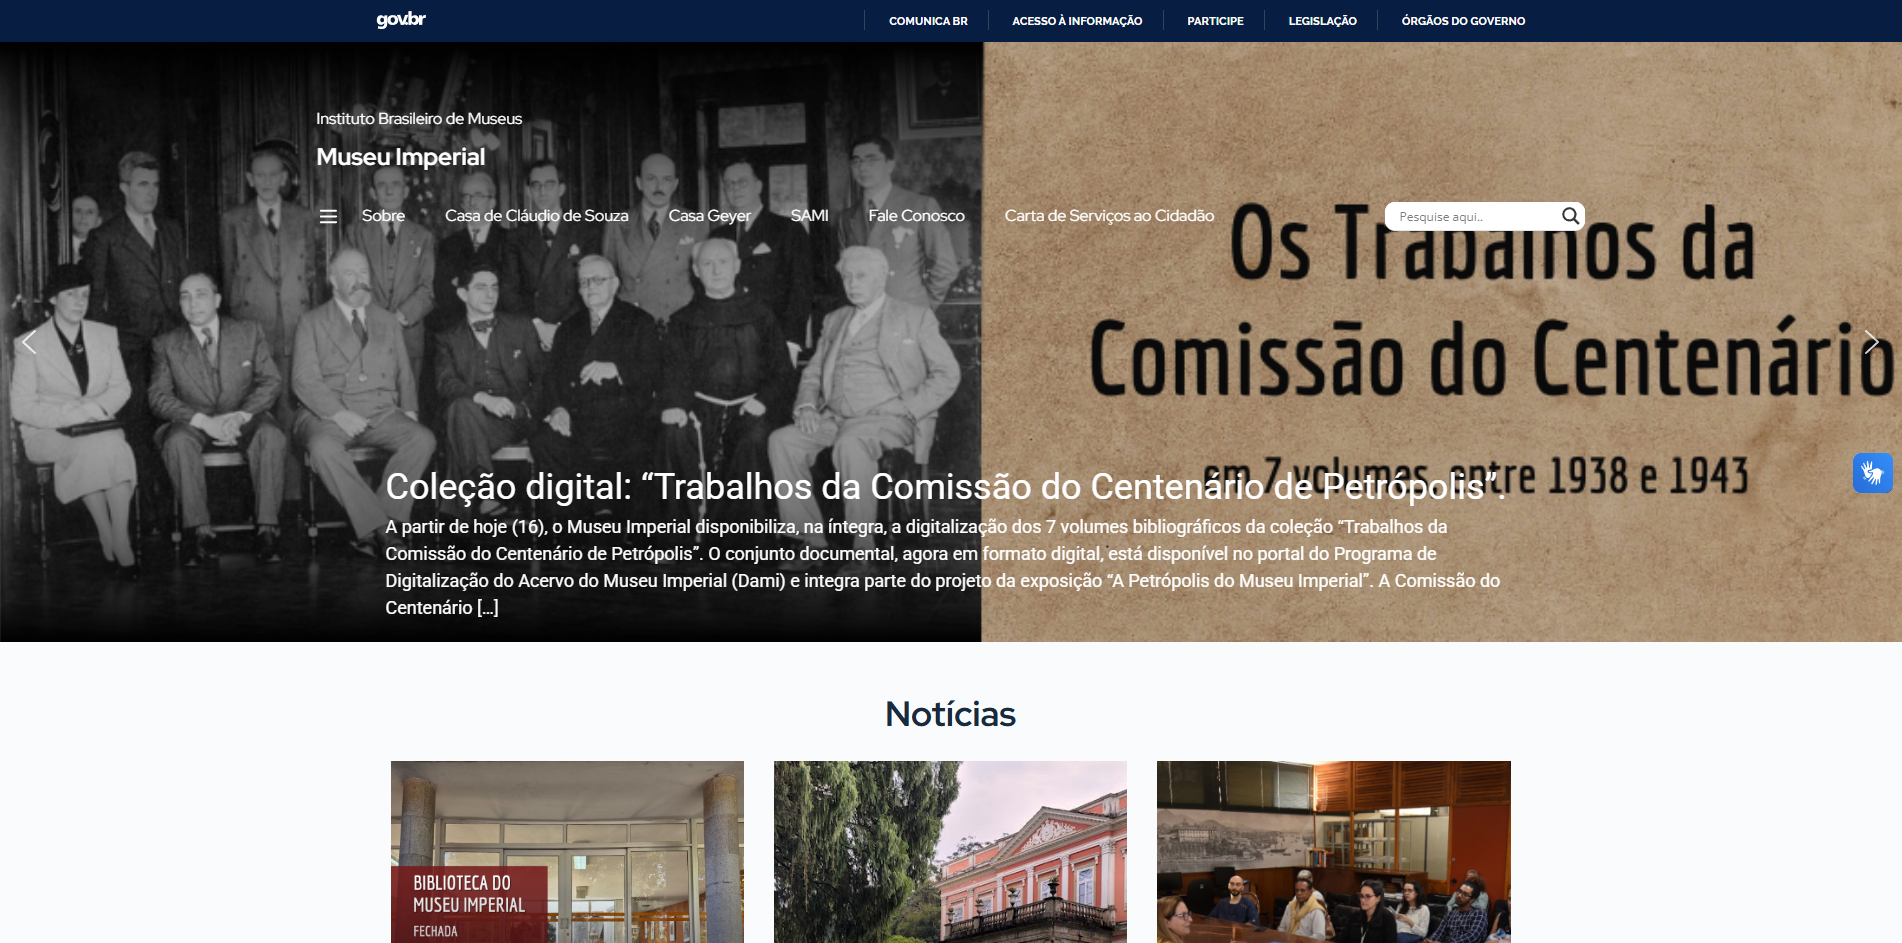 gov.br
COMUNICA BR
ACESSO À INFORMAÇÃO
PARTICIPE
LEGISLAÇÃO
ÓRGÃOS DO GOVERNO
Instituto Brasileiro de Museus
Museu Imperial
Sobre
Casa de Cláudio de Souza
Casa Geyer
SAMI
Fale Conosco
Carta de Serviços ao Cidadão
Pesquise aqui..
Os Trabalhos da
Comissão do Centenário
em 7 volumes entre 1938 e 1943
Coleção digital: “Trabalhos da Comissão do Centenário de Petrópolis”.
A partir de hoje (16), o Museu Imperial disponibiliza, na íntegra, a digitalização dos 7 volumes bibliográficos da coleção “Trabalhos da
Comissão do Centenário de Petrópolis”. O conjunto documental, agora em formato digital, está disponível no portal do Programa de
Digitalização do Acervo do Museu Imperial (Dami) e integra parte do projeto da exposição “A Petrópolis do Museu Imperial”. A Comissão do
Centenário [...]
Notícias
BIBLIOTECA DO
MUSEU IMPERIAL
FECHADA